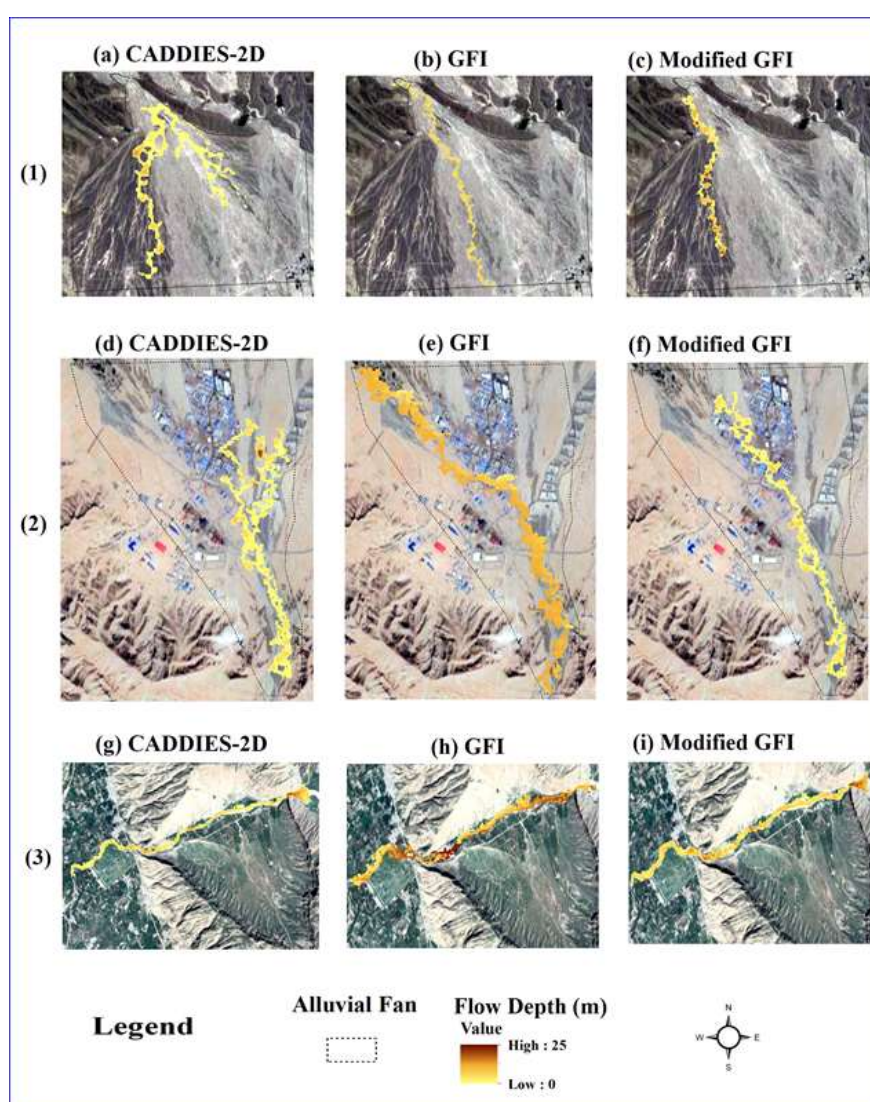 (a) CADDIES-2D
(b) GFI
(c) Modified GFI
(1)
(d) CADDIES-2D
(e) GFI
(f) Modified GFI
(2)
(g) CADDIES-2D
(h) GFI
(i) Modified GFI
(3)
Legend
Alluvial Fan
Flow Depth (m)
Value
High : 25
Low : 0
N
W
E
S